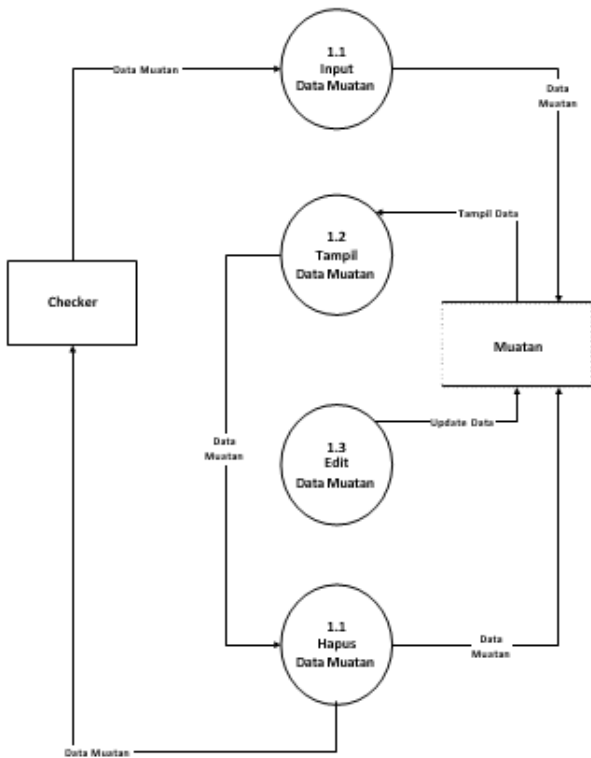 1.1
Input
Data Muatan
Data Muatan
Data
Muatan
1.2
Tampil
Data Muatan
Tampil Data
Checker
Muatan
Data
Muatan
1.3
Edit
Data Muatan
Update Data
1.1
Hapus
Data Muatan
Data
Muatan
Data Muatan